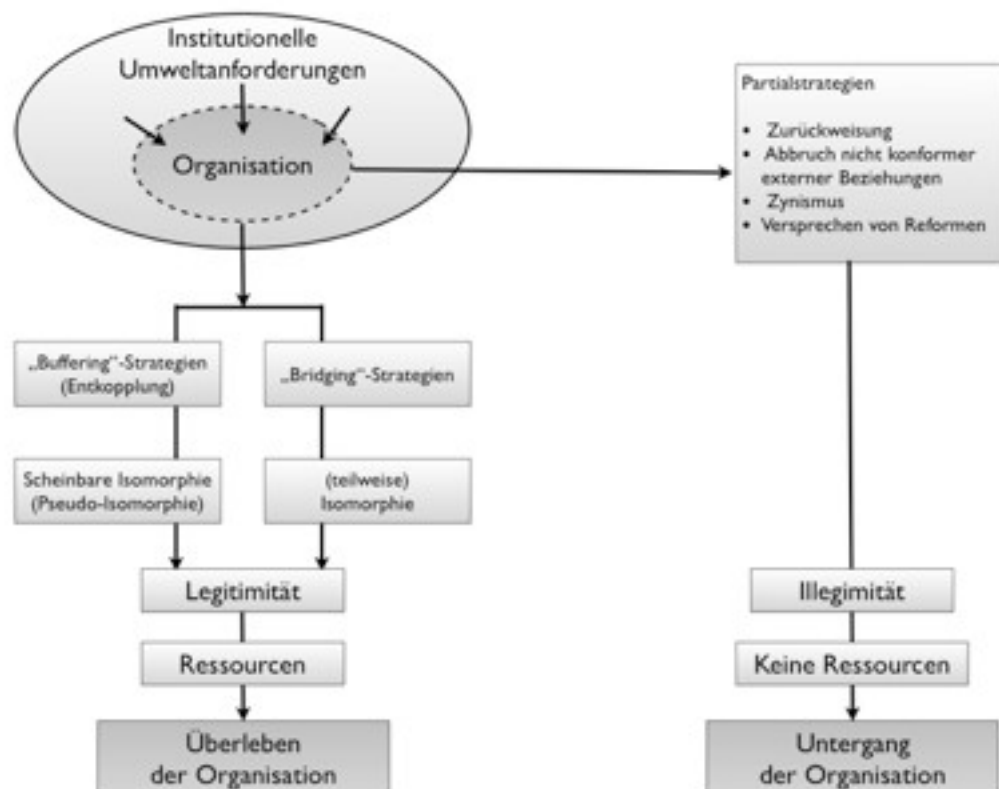 Institutionelle
Umweltanforderungen
Organisation
Partialstrategien
• Zurückweisung
• Abbruch nicht konformer
externer Beziehungen
• Zynismus
• Versprechen von Reformen
„Buffering“-Strategien
(Entkopplung)
„Bridging“-Strategien
Scheinbare Isomorphie
(Pseudo-Isomorphie)
(teilweise)
Isomorphie
Legitimität
Ressourcen
Überleben
der Organisation
Illegimität
Keine Ressourcen
Untergang
der Organisation